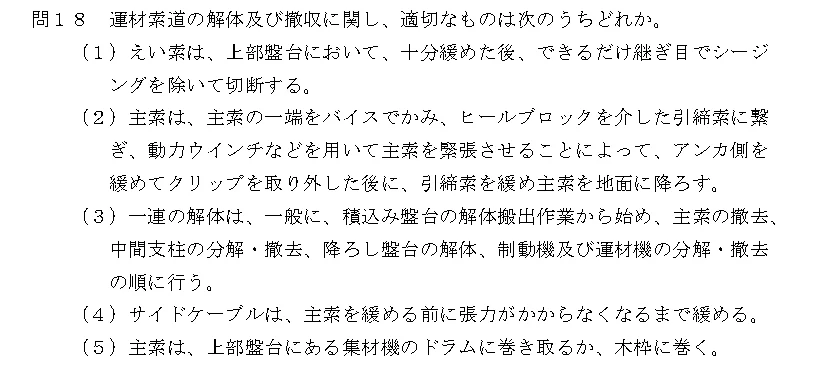 問１８　運材索道の解体及び撤収に関し、適切なものは次のうちどれか。
（１）えい索は、上部盤台において、十分緩めた後、できるだけ継ぎ目でシージ
ングを除いて切断する。
（２）主索は、主索の一端をバイスでかみ、ヒールブロックを介した引締索に繋
ぎ、動力ウインチなどを用いて主索を緊張させることによって、アンカ側を
緩めてクリップを取り外した後に、引締索を緩め主索を地面に降ろす。
（３）一連の解体は、一般に、積込み盤台の解体搬出作業から始め、主索の撤去、
中間支柱の分解・撤去、降ろし盤台の解体、制動機及び運材機の分解・撤去
の順に行う。
（４）サイドケーブルは、主索を緩める前に張力がかからなくなるまで緩める。
（５）主索は、上部盤台にある集材機のドラムに巻き取るか、木枠に巻く。